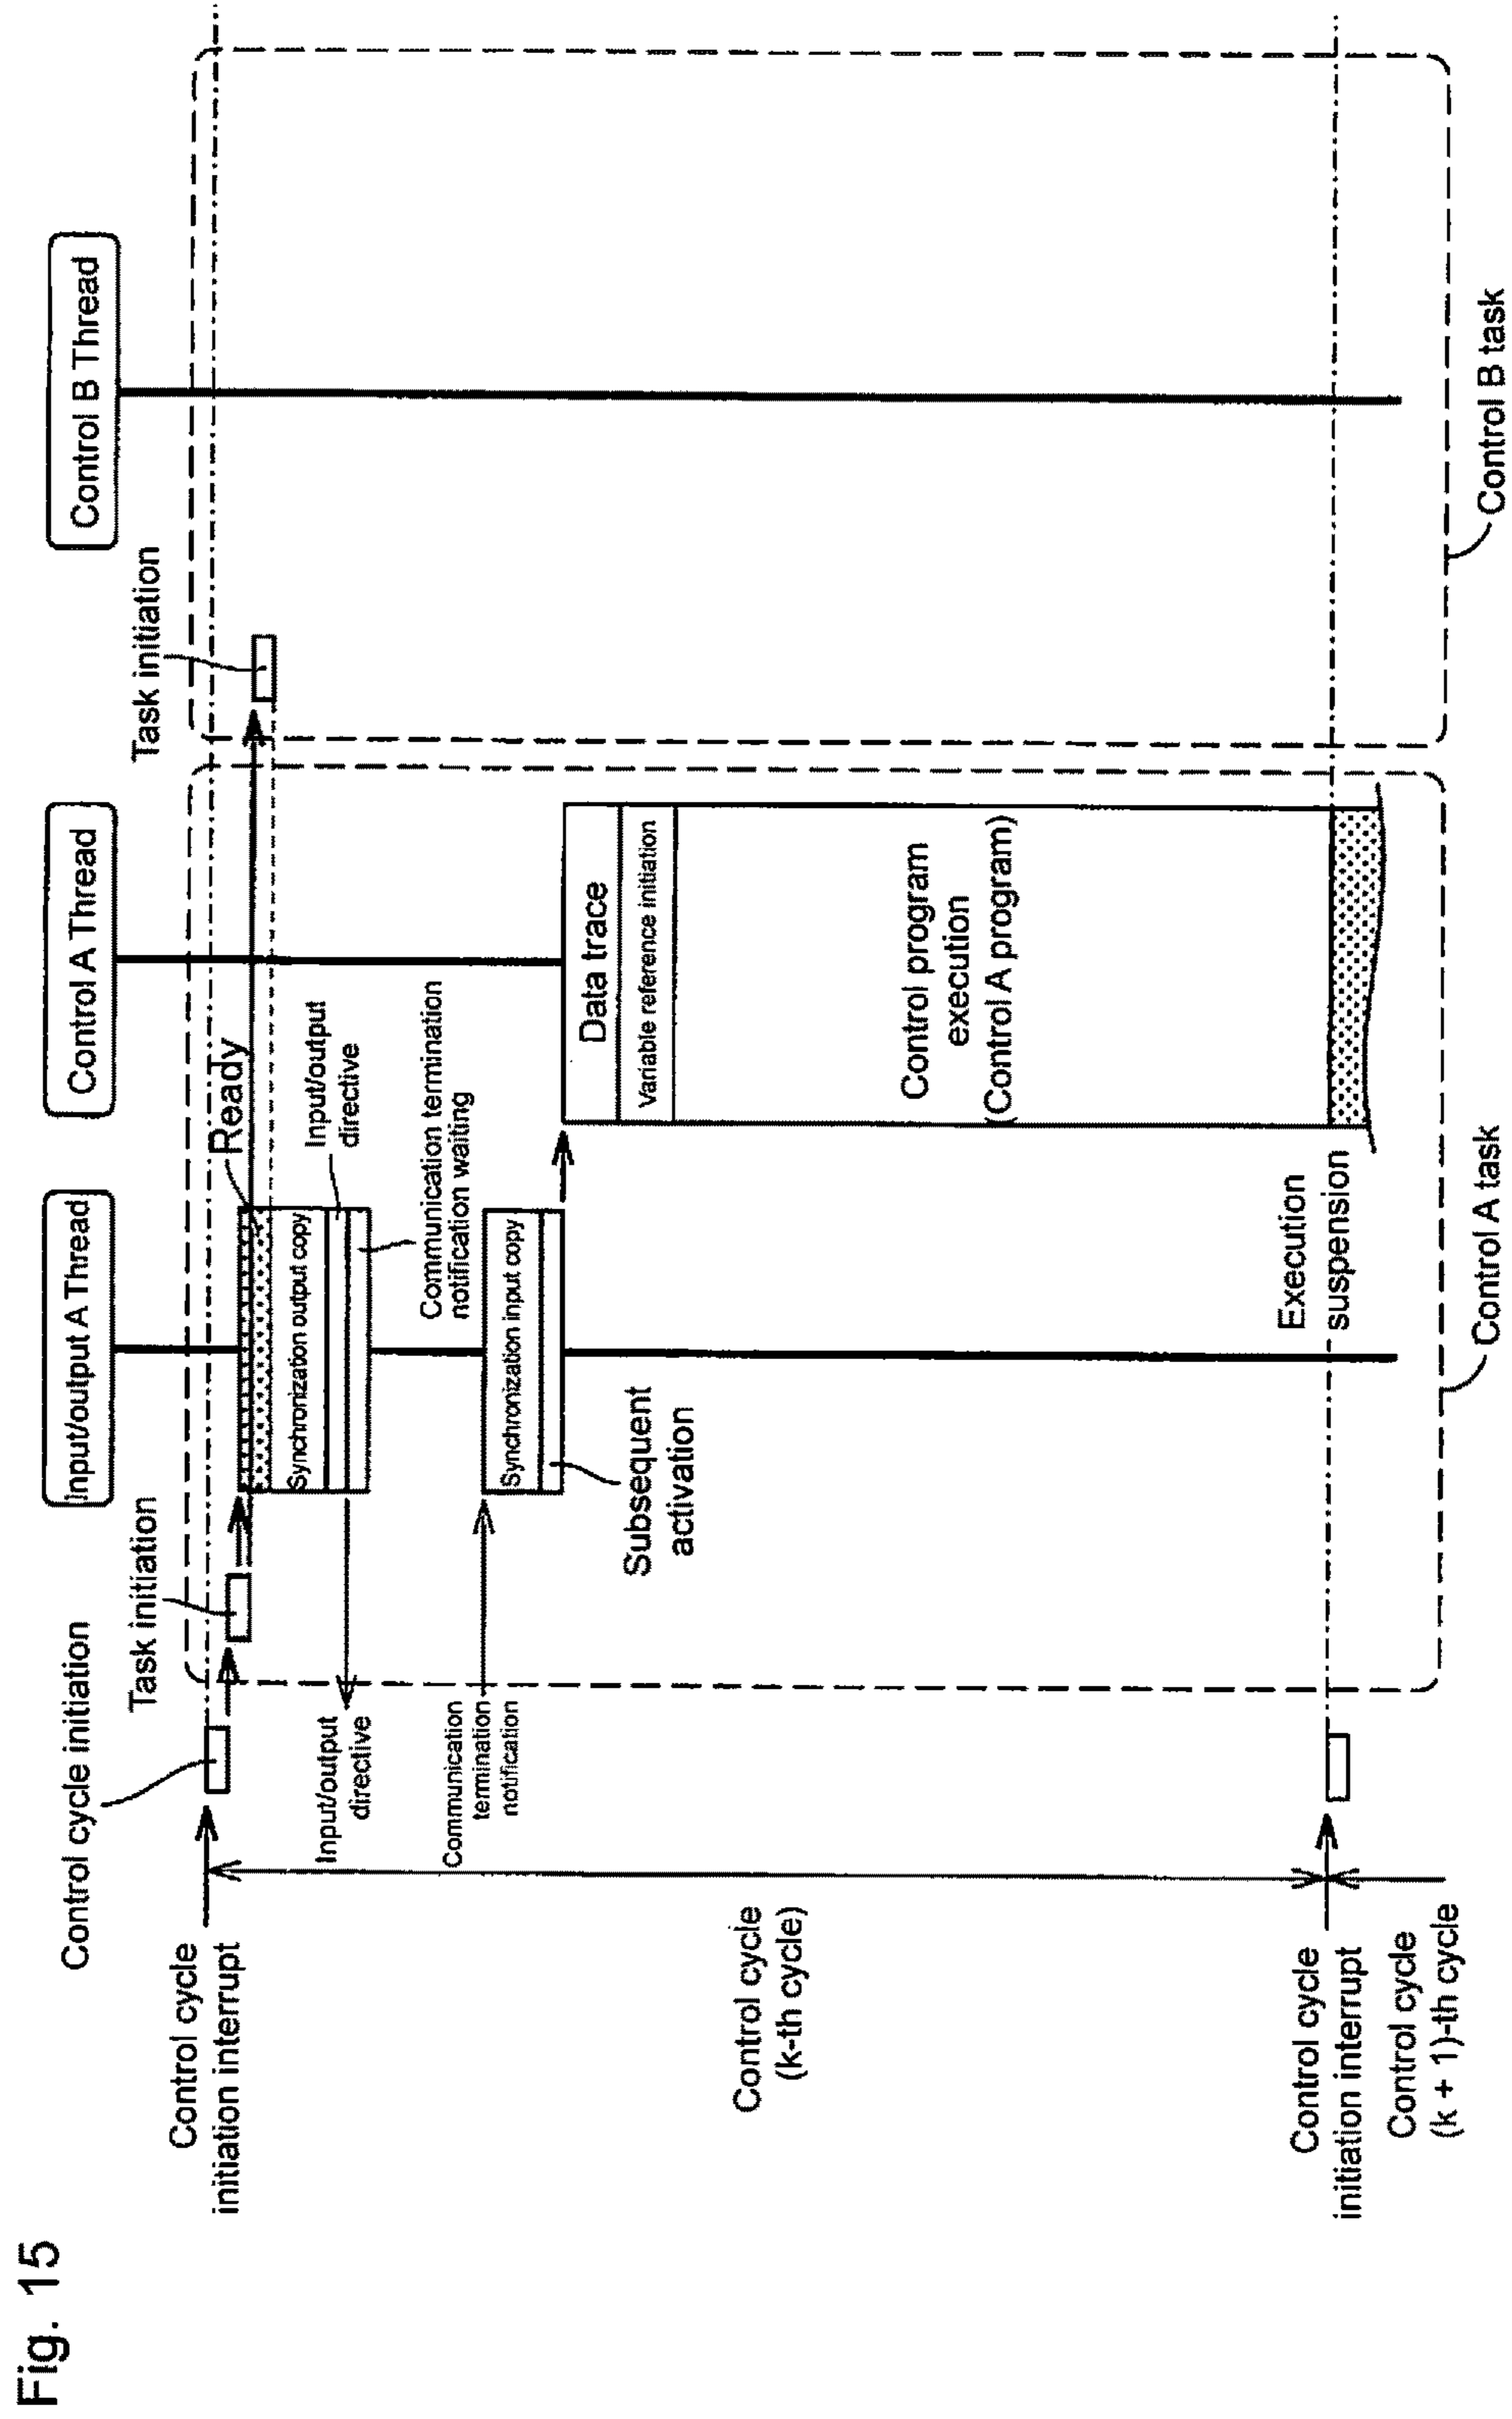 Fig. 15
Control cycle initiation
Task initiation
Input/output A Thread
Control A Thread
Task initiation
Control B Thread
Control cycle
initiation interrupt
Ready
Synchronization output copy
Input/output
directive
Input/output
directive
Communication termination
notification waiting
Communication
termination
notification
Synchronization input copy
Subsequent
activation
Data trace
Variable reference initiation
Control program
execution
(Control A program)
Control cycle
(k-th cycle)
Execution
suspension
Control cycle
initiation interrupt
Control cycle
(k + 1)-th cycle
Control A task
Control B task